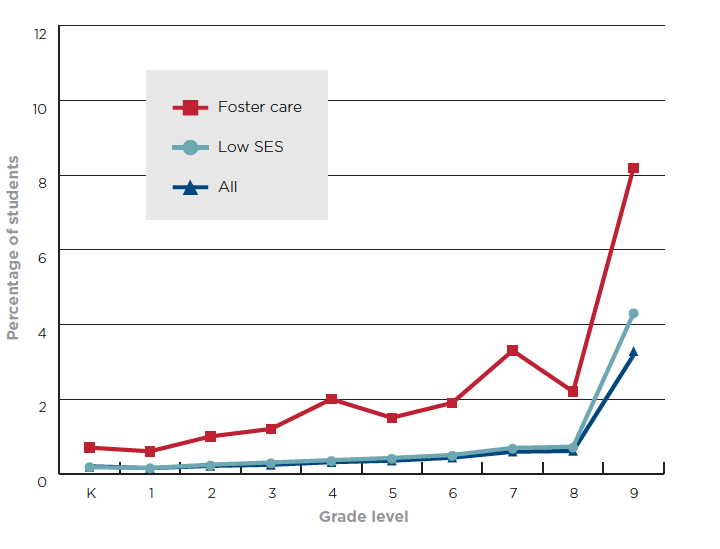 12
10
8
6
4
2
0
Percentage of students
Foster care
Low SES
All
K 1 2 3 4 5 6 7 8 9
Grade level